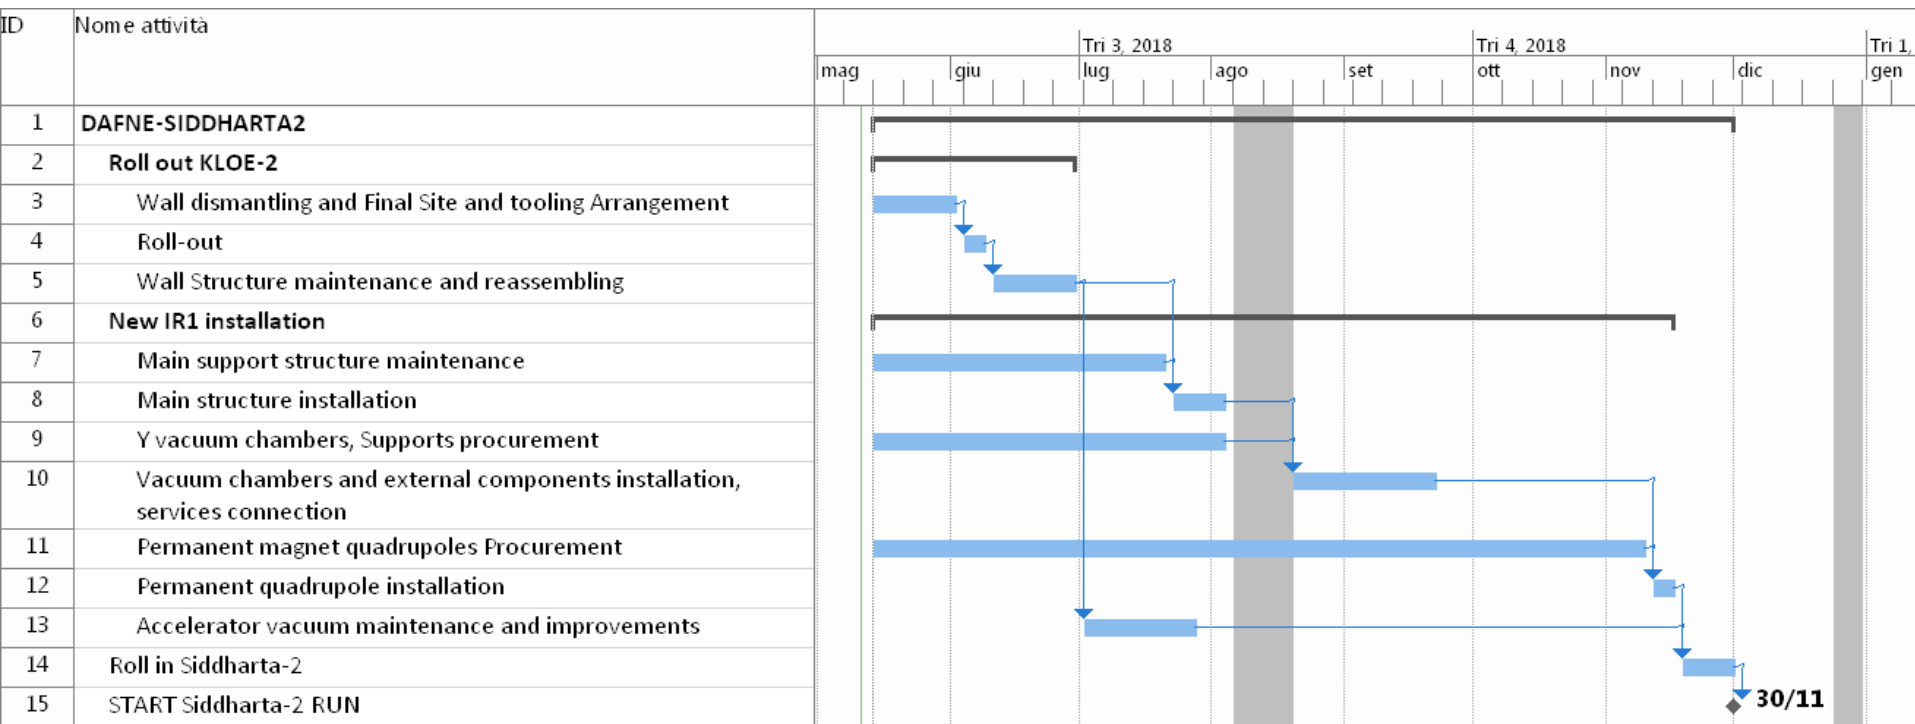 ID Nome attività
Tri 3, 2018 Tri 4, 2018 Tri 1,
mag giu lug ago set ott nov dic gen
1 DAFNE-SIDDHARTA2
2 Roll out KLOE-2
3 Wall dismantling and Final Site and tooling Arrangement
4 Roll-out
5 Wall Structure maintenance and reassembling
6 New IR1 installation
7 Main support structure maintenance
8 Main structure installation
9 Y vacuum chambers, Supports procurement
10 Vacuum chambers and external components installation,
services connection
11 Permanent magnet quadrupoles Procurement
12 Permanent quadrupole installation
13 Accelerator vacuum maintenance and improvements
14 Roll in Siddharta-2
15 START Siddharta-2 RUN 30/11